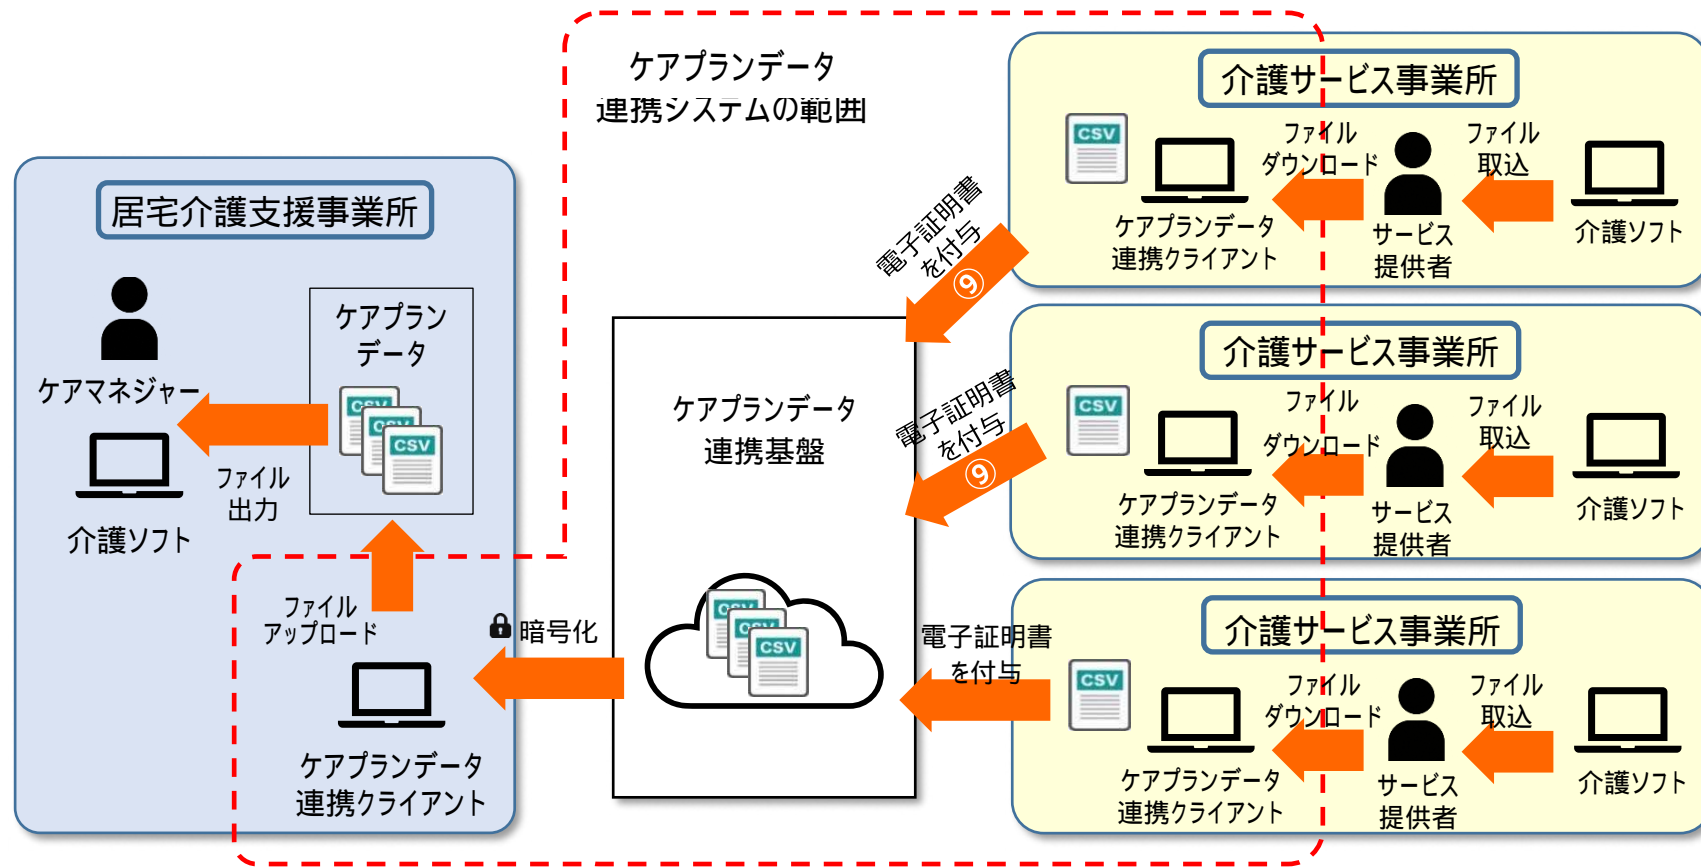 ケアプランデータ
連携システムの範囲
居宅介護支援事業所
ケアマネジャー
介護ソフト
ケアプラン
データ
CSV
CSV
CSV
ファイル
出力
ファイル
アップロード
ケアプランデータ
連携クライアント
暗号化
ケアプランデータ
連携基盤
CSV
CSV
CSV
電子証明書
を付与
⑨
電子証明書
を付与
⑨
電子証明書
を付与
介護サービス事業所
CSV
ファイル
ダウンロード
ファイル
取込
ケアプランデータ
連携クライアント
サービス
提供者
介護ソフト
介護サービス事業所
CSV
ファイル
ダウンロード
ファイル
取込
ケアプランデータ
連携クライアント
サービス
提供者
介護ソフト
介護サービス事業所
CSV
ファイル
ダウンロード
ファイル
取込
ケアプランデータ
連携クライアント
サービス
提供者
介護ソフト